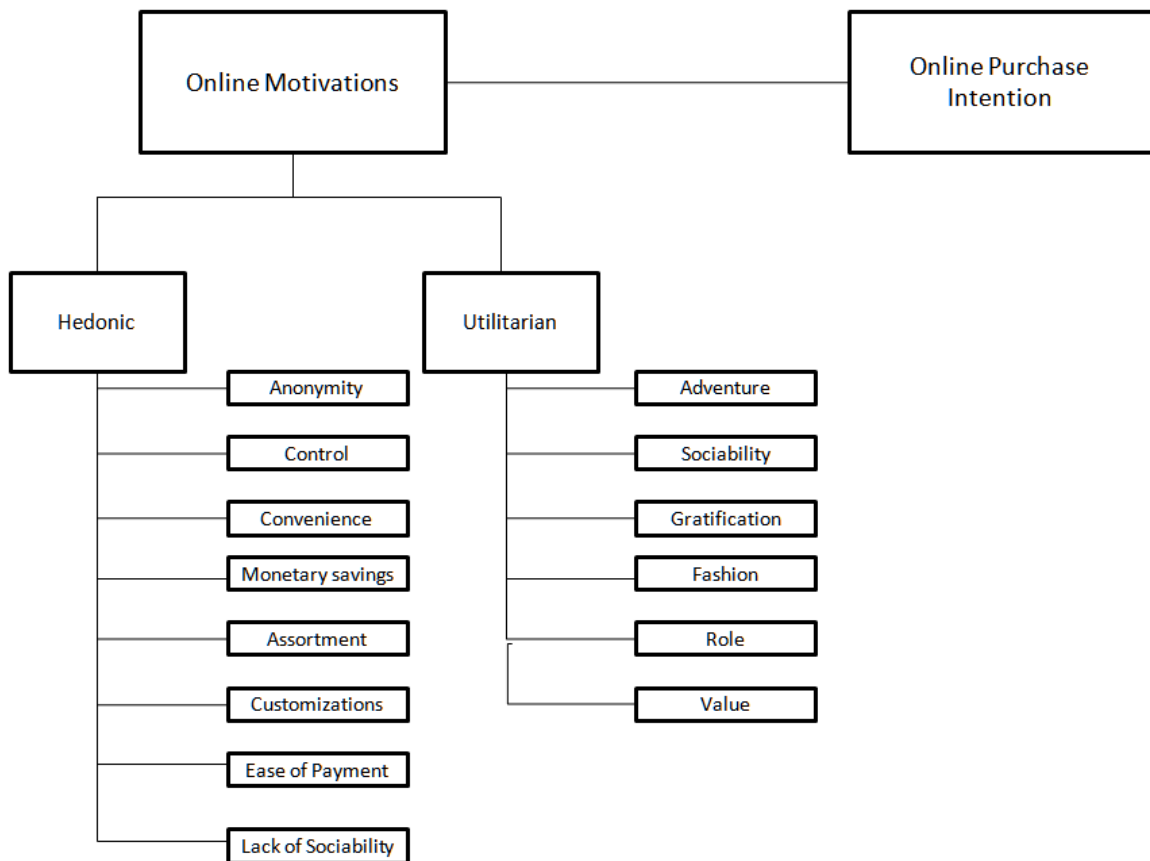 Online Motivations
Online Purchase
Intention
Hedonic
Utilitarian
Anonymity
Control
Convenience
Monetary savings
Assortment
Customizations
Ease of Payment
Lack of Sociability
Adventure
Sociability
Gratification
Fashion
Role
Value